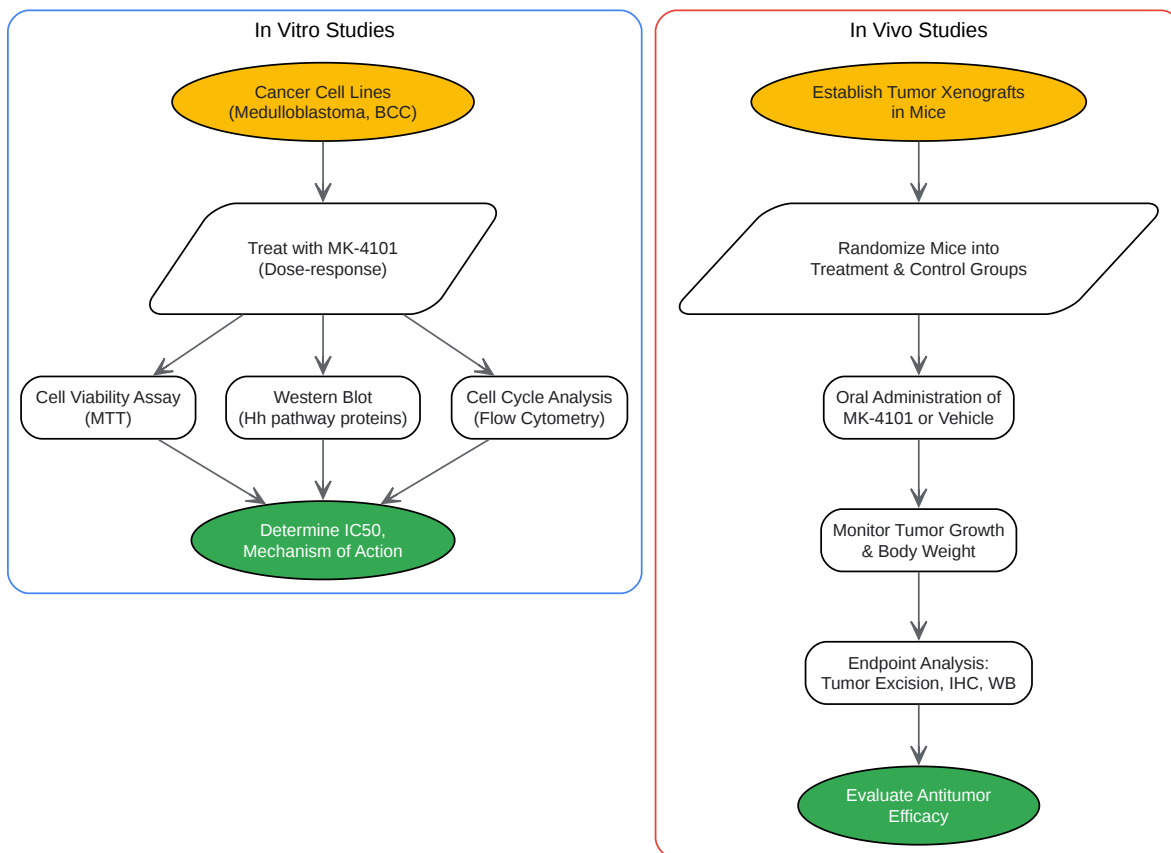 In Vitro Studies
Cancer Cell Lines
(Medulloblastoma, BCC)
Treat with MK-4101
(Dose-response)
Cell Viability Assay
(MTT)
Western Blot
(Hh pathway proteins)
Cell Cycle Analysis
(Flow Cytometry)
Determine IC50,
Mechanism of Action
In Vivo Studies
Establish Tumor Xenografts
in Mice
Randomize Mice into
Treatment & Control Groups
Oral Administration of
MK-4101 or Vehicle
Monitor Tumor Growth
& Body Weight
Endpoint Analysis:
Tumor Excision, IHC, WB
Evaluate Antitumor
Efficacy